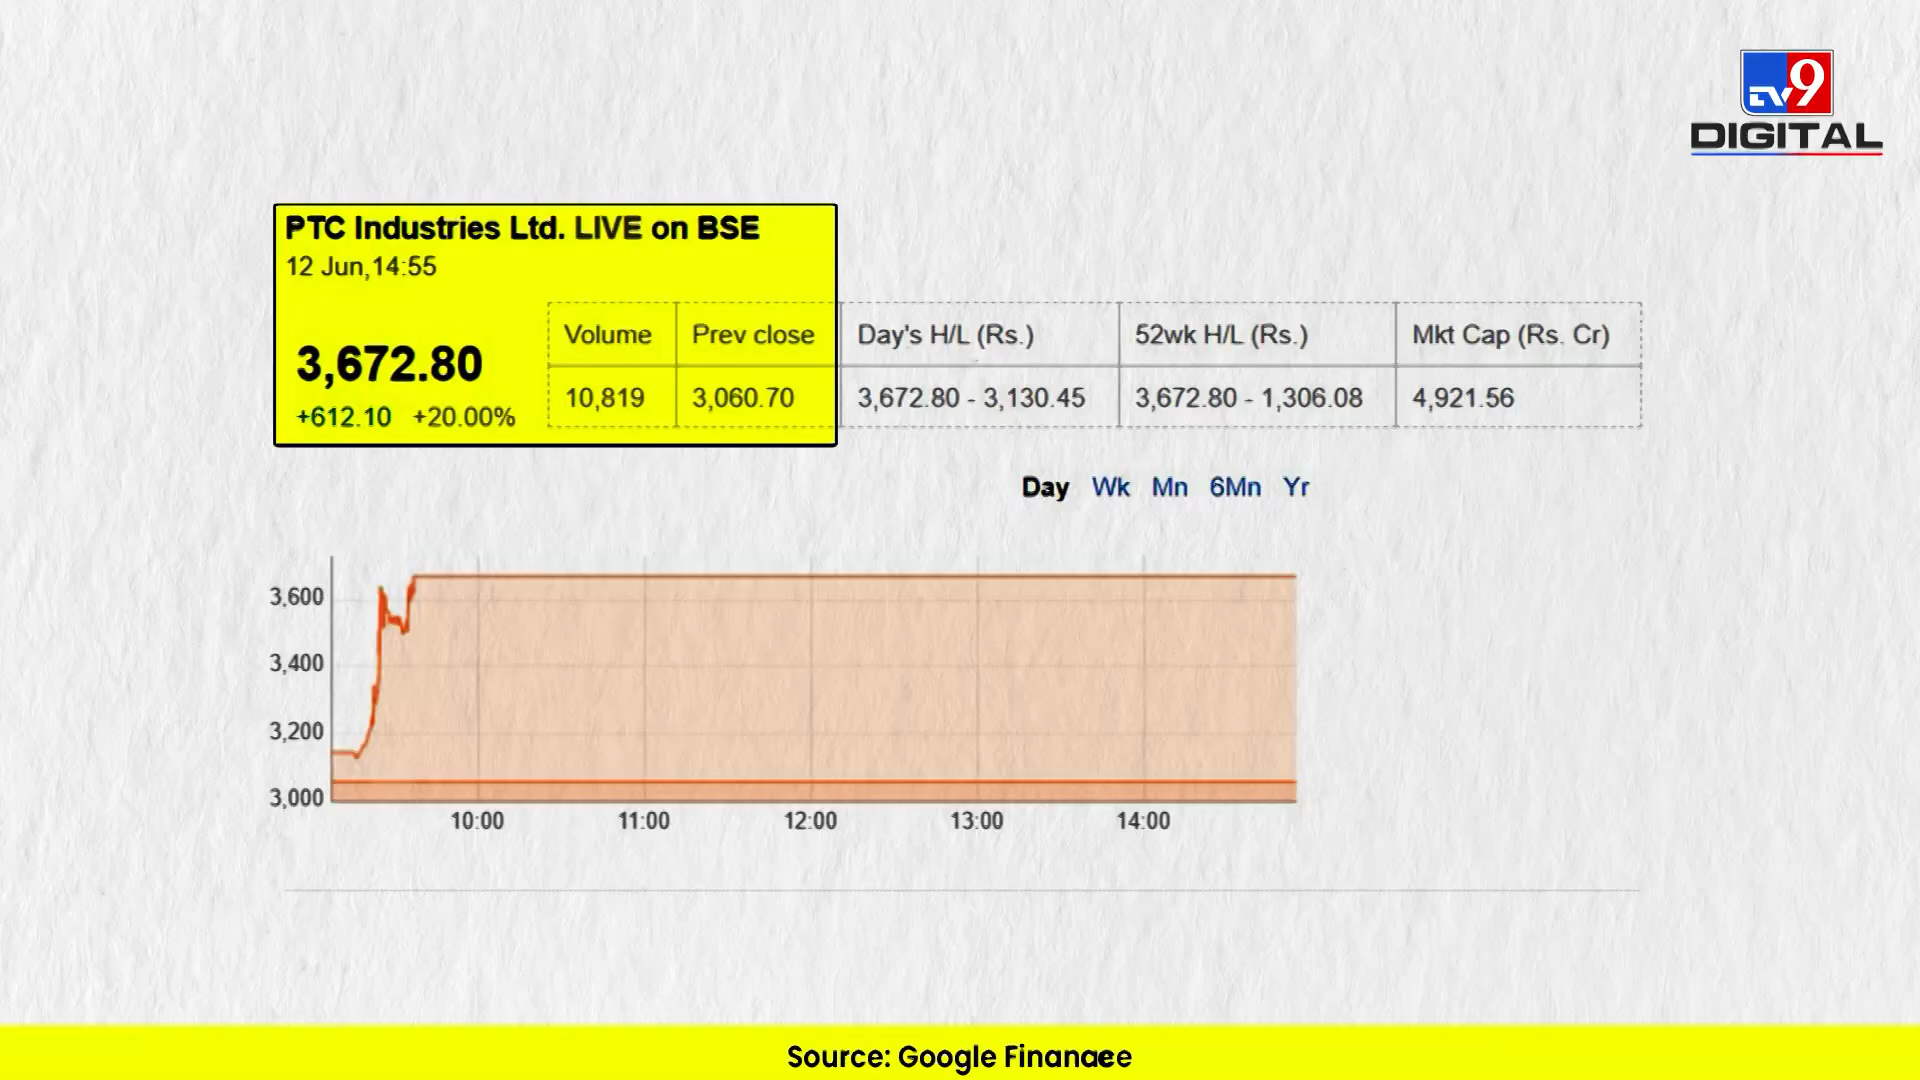 TV9
DIGITAL
PTC Industries Ltd. LIVE on BSE
12 Jun,14:55
3,672.80
+612.10 +20.00%
Volume Prev close Day's H/L (Rs.) 52wk H/L (Rs.) Mkt Cap (Rs. Cr)
10,819 3,060.70 3,672.80 - 3,130.45 3,672.80 - 1,306.08 4,921.56
Day Wk Mn 6Mn Yr
3,600
3,400
3,200
3,000
10:00 11:00 12:00 13:00 14:00
Source: Google